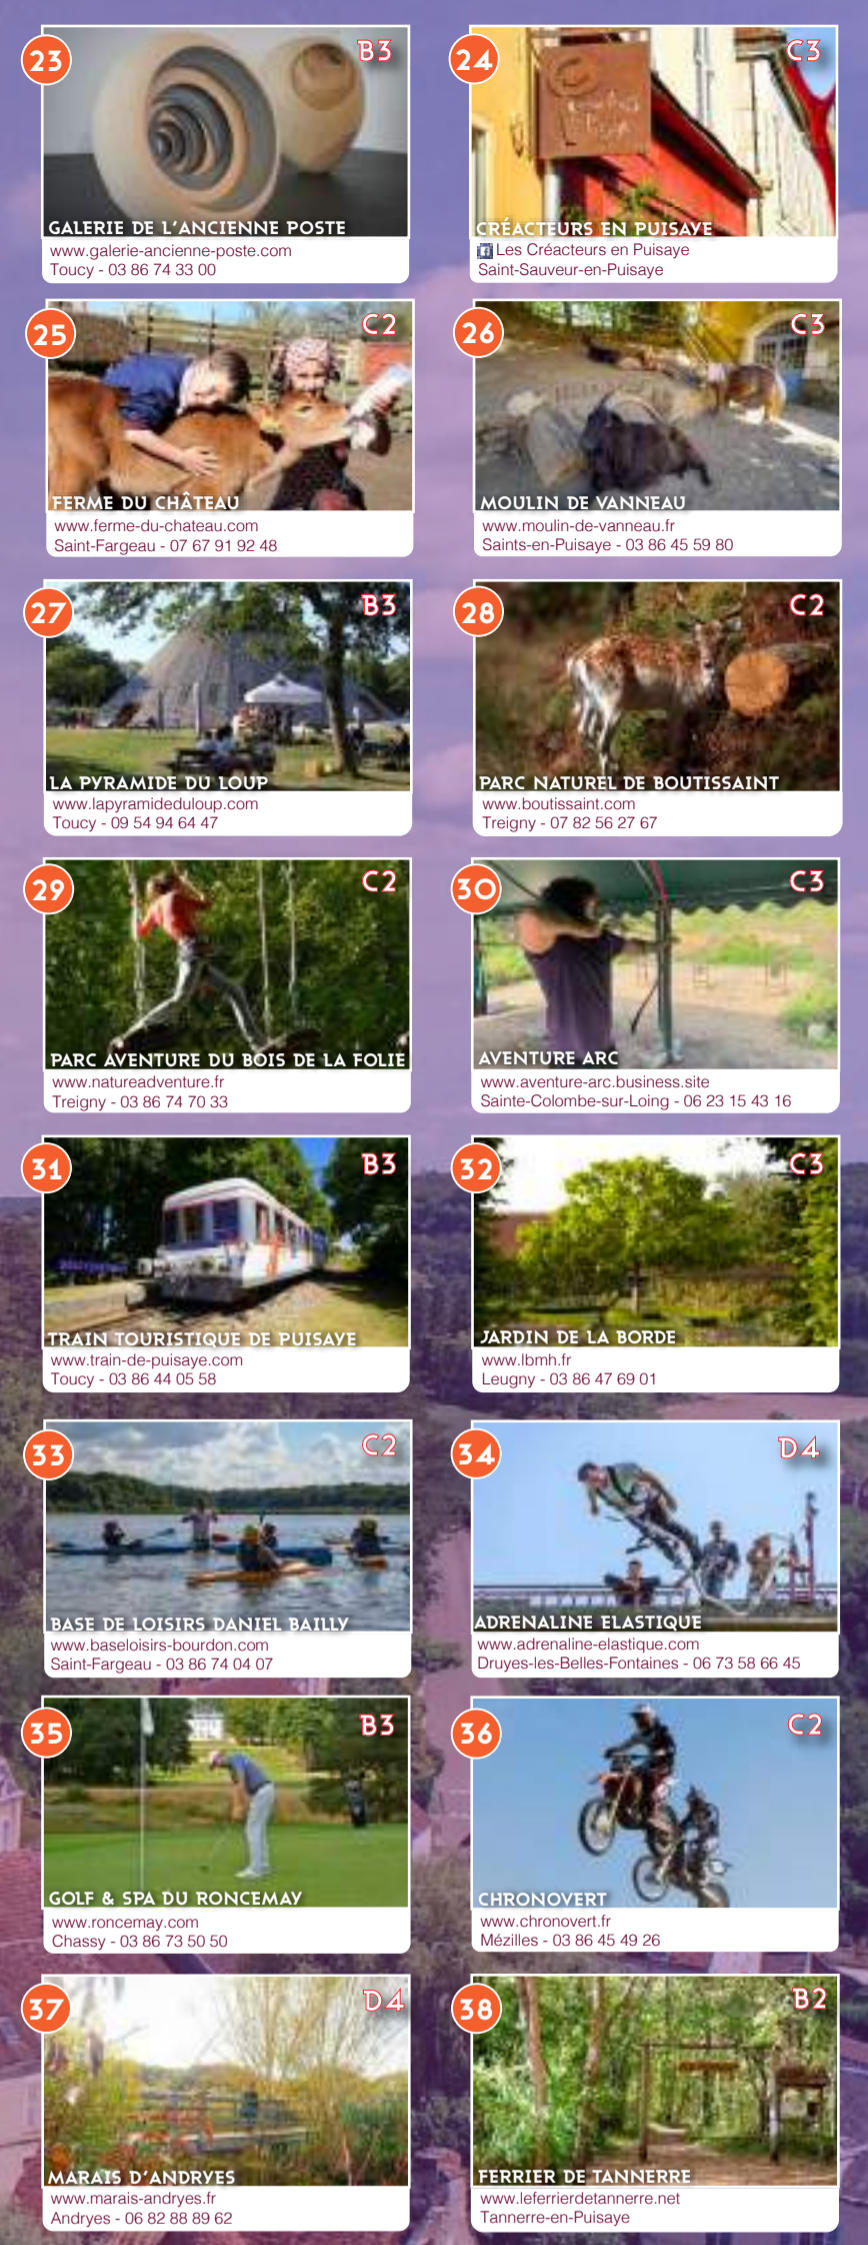 23
B3
GALERIE DE L'ANCIENNE POSTE
www.galerie-ancienne-poste.com
Toucy - 03 86 74 33 00
24
C3
CRÉACTEURS EN PUISAYE
Les Créacteurs en Puisaye
Saint-Sauveur-en-Puisaye
25
C2
FERME DU CHÂTEAU
www.ferme-du-chateau.com
Saint-Fargeau - 07 67 91 92 48
26
C3
MOULIN DE VANNEAU
www.moulin-de-vanneau.fr
Saints-en-Puisaye - 03 86 45 59 80
27
B3
LA PYRAMIDE DU LOUP
www.lapyramideduloup.com
Toucy - 09 54 94 64 47
28
C2
PARC NATUREL DE BOUTISSAINT
www.boutissaint.com
Treigny - 07 82 56 27 67
29
C2
PARC AVENTURE DU BOIS DE LA FOLIE
www.natureadventure.fr
Treigny - 03 86 74 70 33
30
C3
AVENTURE ARC
www.aventure-arc.business.site
Sainte-Colombe-sur-Loing - 06 23 15 43 16
31
B3
TRAIN TOURISTIQUE DE PUISAYE
www.train-de-puisaye.com
Toucy - 03 86 44 05 58
32
C3
JARDIN DE LA BORDE
www.lbmh.fr
Leugny - 03 86 47 69 01
33
C2
BASE DE LOISIRS DANIEL BAILLY
www.baseloisirs-bourdon.com
Saint-Fargeau - 03 86 74 04 07
34
D4
ADRENALINE ELASTIQUE
www.adrenaline-elastique.com
Druyes-les-Belles-Fontaines - 06 73 58 66 45
35
B3
GOLF & SPA DU RONCEMAY
www.roncemay.com
Chassy - 03 86 73 50 50
36
C2
CHRONOVERT
www.chronovert.fr
Mézilles - 03 86 45 49 26
37
D4
MARAIS D'ANDRYES
www.marais-andryes.fr
Andryes - 06 82 88 89 62
38
B2
FERRIER DE TANNERRE
www.leferrierdetannerre.net
Tannerre-en-Puisaye